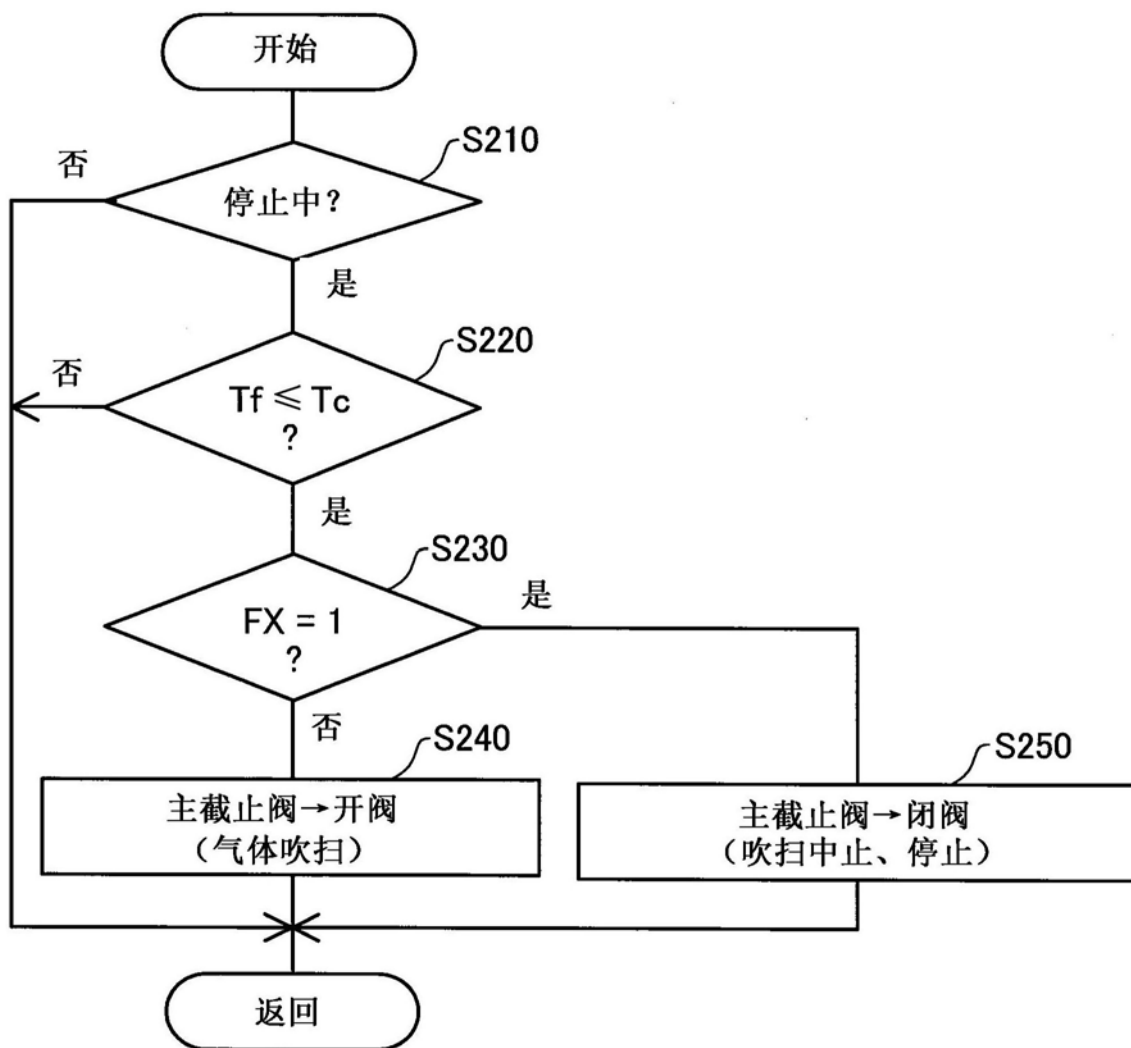 开始
S210
否
停止中?
是
S220
否
Tf ≤ Tc
?
是
S230
是
FX = 1
?
否
S240
S250
主截止阀→开阀
(气体吹扫)
主截止阀→闭阀
(吹扫中止、停止)
返回